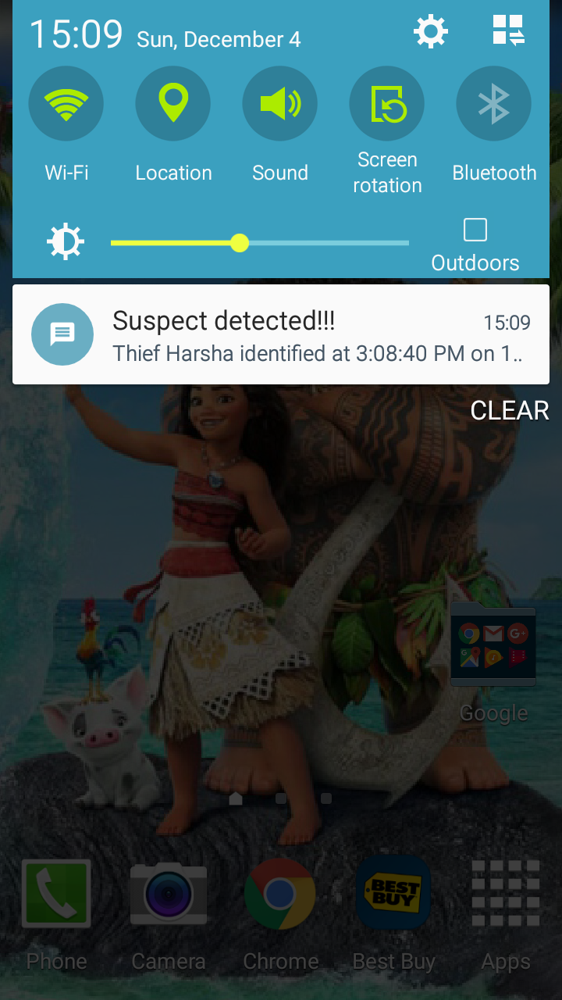 15:09 Sun, December 4
Wi-Fi Location Sound Screen rotation Bluetooth
Outdoors
Suspect detected!!! 15:09
Thief Harsha identified at 3:08:40 PM on 1..
CLEAR
G+
G
Google
BEST BUY
Phone Camera Chrome Best Buy Apps